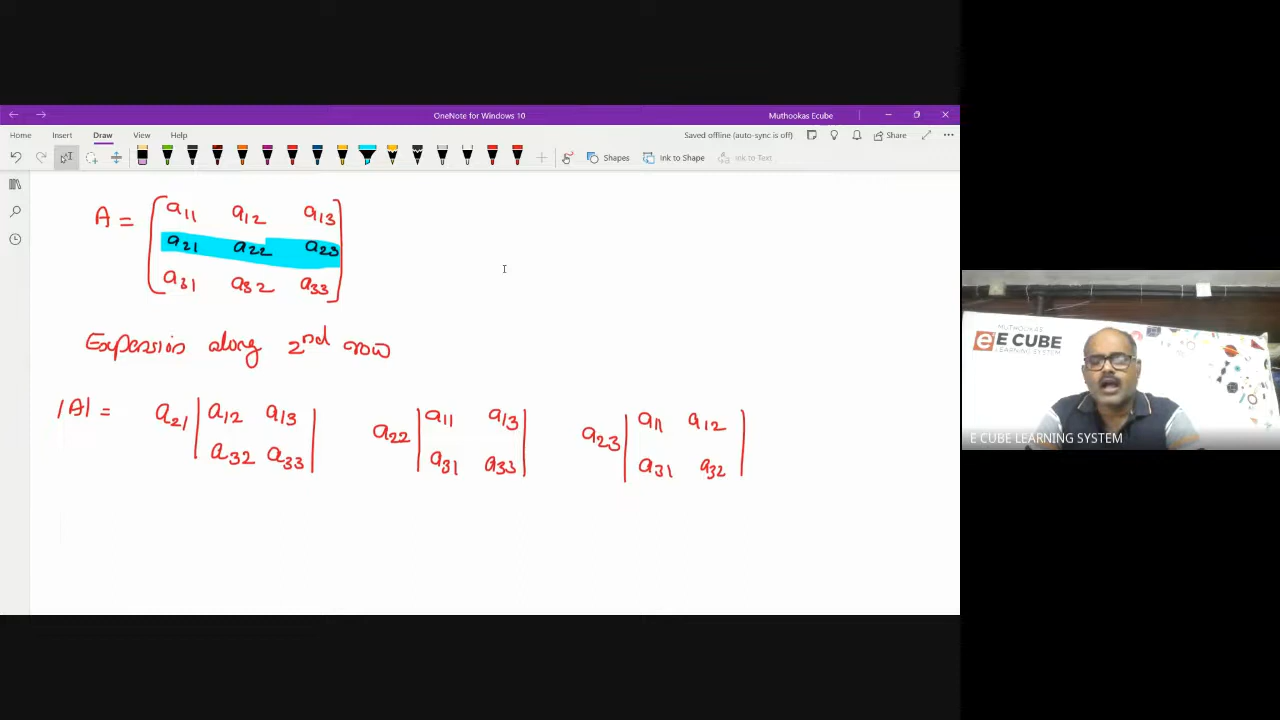 OneNote for Windows 10
Muthookas Ecube
Home Insert Draw View Help
Saved offline (auto-sync is off)
Share
Shapes
Ink to Shape
Ink to Text
A = [ a11 a12 a13
a21 a22 a23
a31 a32 a33 ]
Expansion along 2nd row
|A| = a21 | a12 a13 | a22 | a11 a13 | a23 | a11 a12 |
| a32 a33 | | a31 a33 | | a31 a32 |
MUTHOOKAS
e E CUBE
LEARNING SYSTEM
E CUBE LEARNING SYSTEM